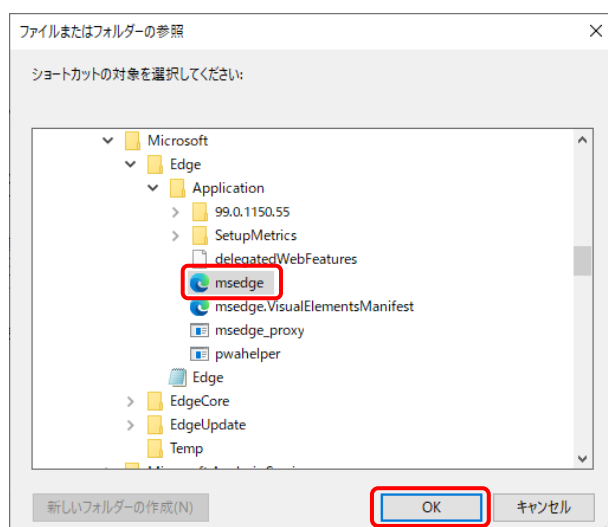 ファイルまたはフォルダーの参照
ショートカットの対象を選択してください:
Microsoft
Edge
Application
99.0.1150.55
SetupMetrics
delegatedWebFeatures
msedge
msedge.VisualElementsManifest
msedge_proxy
pwahelper
Edge
EdgeCore
EdgeUpdate
Temp
新しいフォルダーの作成(N)
OK
キャンセル